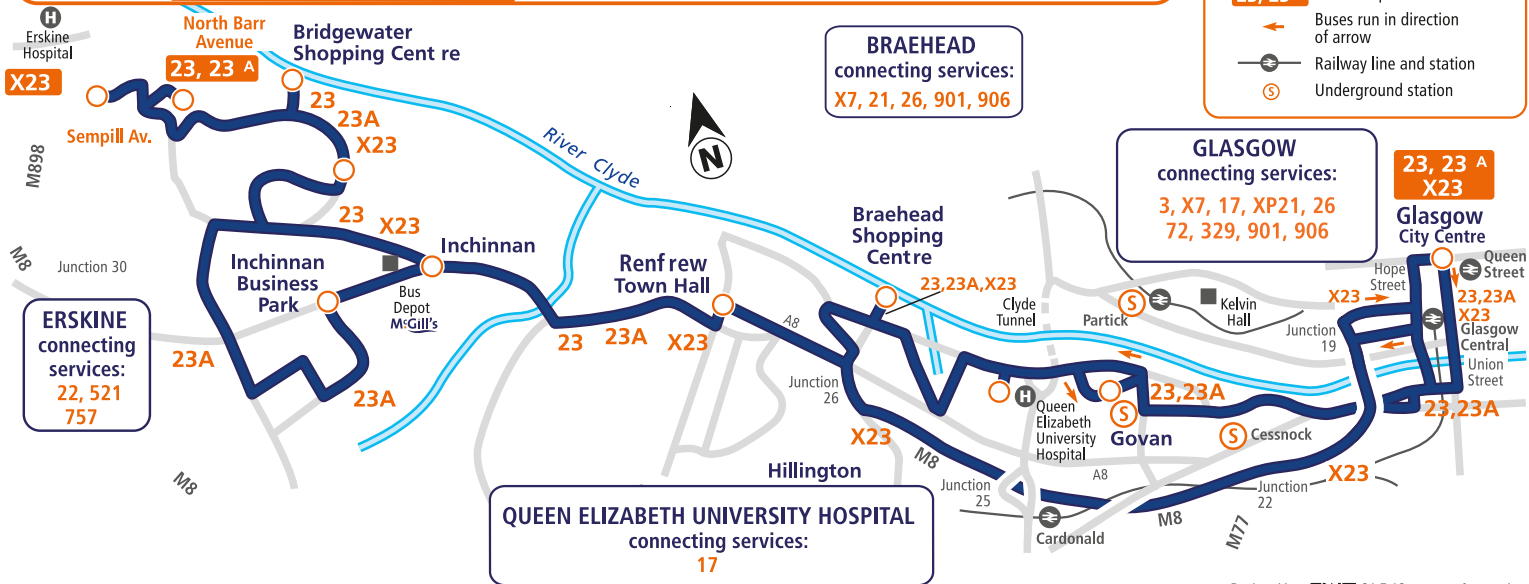 H
Erskine
Hospital
X23
North Barr
Avenue
23, 23 A
Bridgewater
Shopping Cent re
Sempill Av.
23
23A
X23
M898
River Clyde
N
BRAEHEAD
connecting services:
X7, 21, 26, 901, 906
Buses run in direction
of arrow
Railway line and station
S
Underground station
GLASGOW
connecting services:
3, X7, 17, XP21, 26
72, 329, 901, 906
23, 23 A
X23
Glasgow
City Centre
Queen
Street
Hope
Street
X23
23,23A
X23
Glasgow
Central
Union
Street
23,23A
Junction
19
Kelvin
Hall
S
Partick
Clyde
Tunnel
Braehead
Shopping
Centre
23,23A,X23
23
X23
Inchinnan
Inchinnan
Business
Park
Bus
Depot
McGill's
M8
Junction 30
ERSKINE
connecting
services:
22, 521
757
23A
23A
M8
Renf rew
Town Hall
23
23A
X23
A8
Junction
26
X23
M8
Hillington
H
Queen
Elizabeth
University
Hospital
S
Govan
23,23A
S
Cessnock
A8
Junction
25
Cardonald
M8
M77
Junction
22
X23
QUEEN ELIZABETH UNIVERSITY HOSPITAL
connecting services:
17